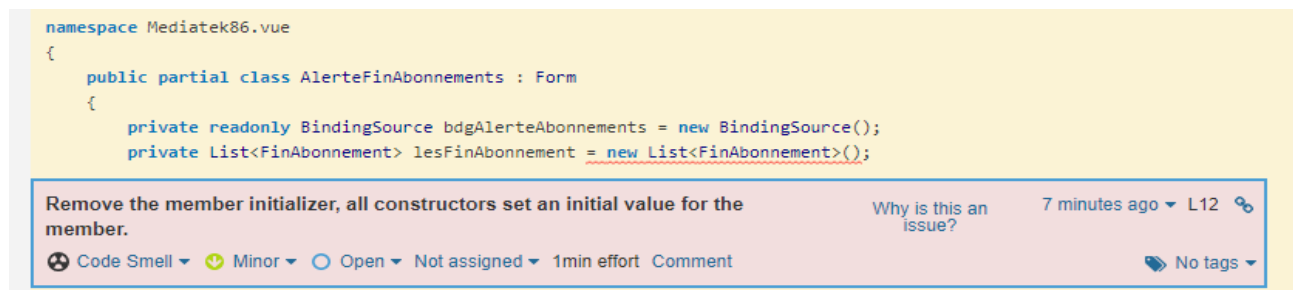 namespace Mediatek86.vue
{
public partial class AlerteFinAbonnements : Form
{
private readonly BindingSource bdgAlerteAbonnements = new BindingSource();
private List<FinAbonnement> lesFinAbonnement = new List<FinAbonnement>();
Remove the member initializer, all constructors set an initial value for the
member.
Why is this an
issue?
7 minutes ago L12
Code Smell Minor Open Not assigned 1min effort Comment
No tags